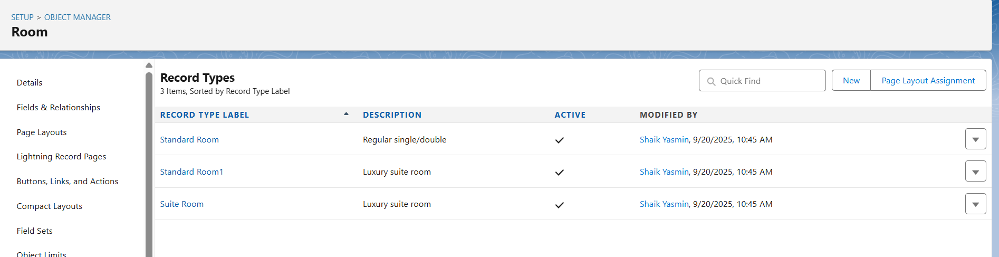 SETUP > OBJECT MANAGER
Room
Details
Fields & Relationships
Page Layouts
Lightning Record Pages
Buttons, Links, and Actions
Compact Layouts
Field Sets
Object Limits
Record Types
3 Items, Sorted by Record Type Label
Quick Find
New
Page Layout Assignment
RECORD TYPE LABEL DESCRIPTION ACTIVE MODIFIED BY
Standard Room Regular single/double Shaik Yasmin, 9/20/2025, 10:45 AM
Standard Room1 Luxury suite room Shaik Yasmin, 9/20/2025, 10:45 AM
Suite Room Luxury suite room Shaik Yasmin, 9/20/2025, 10:45 AM